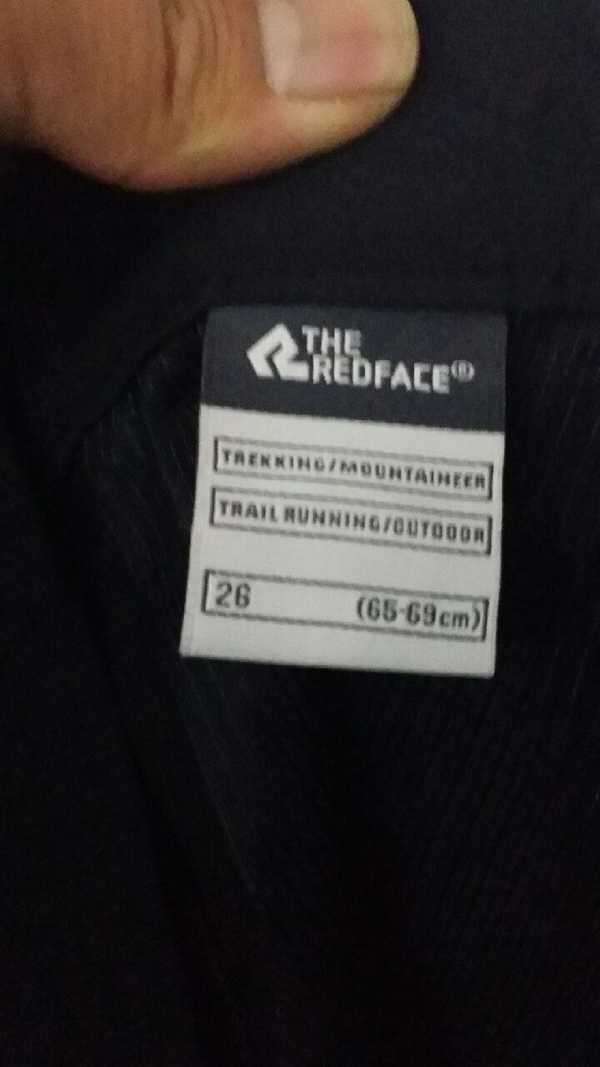 THE
REDFACE®
TREKKING/MOUNTAINEER
TRAIL RUNNING/OUTDOOR
26 (65-69cm)